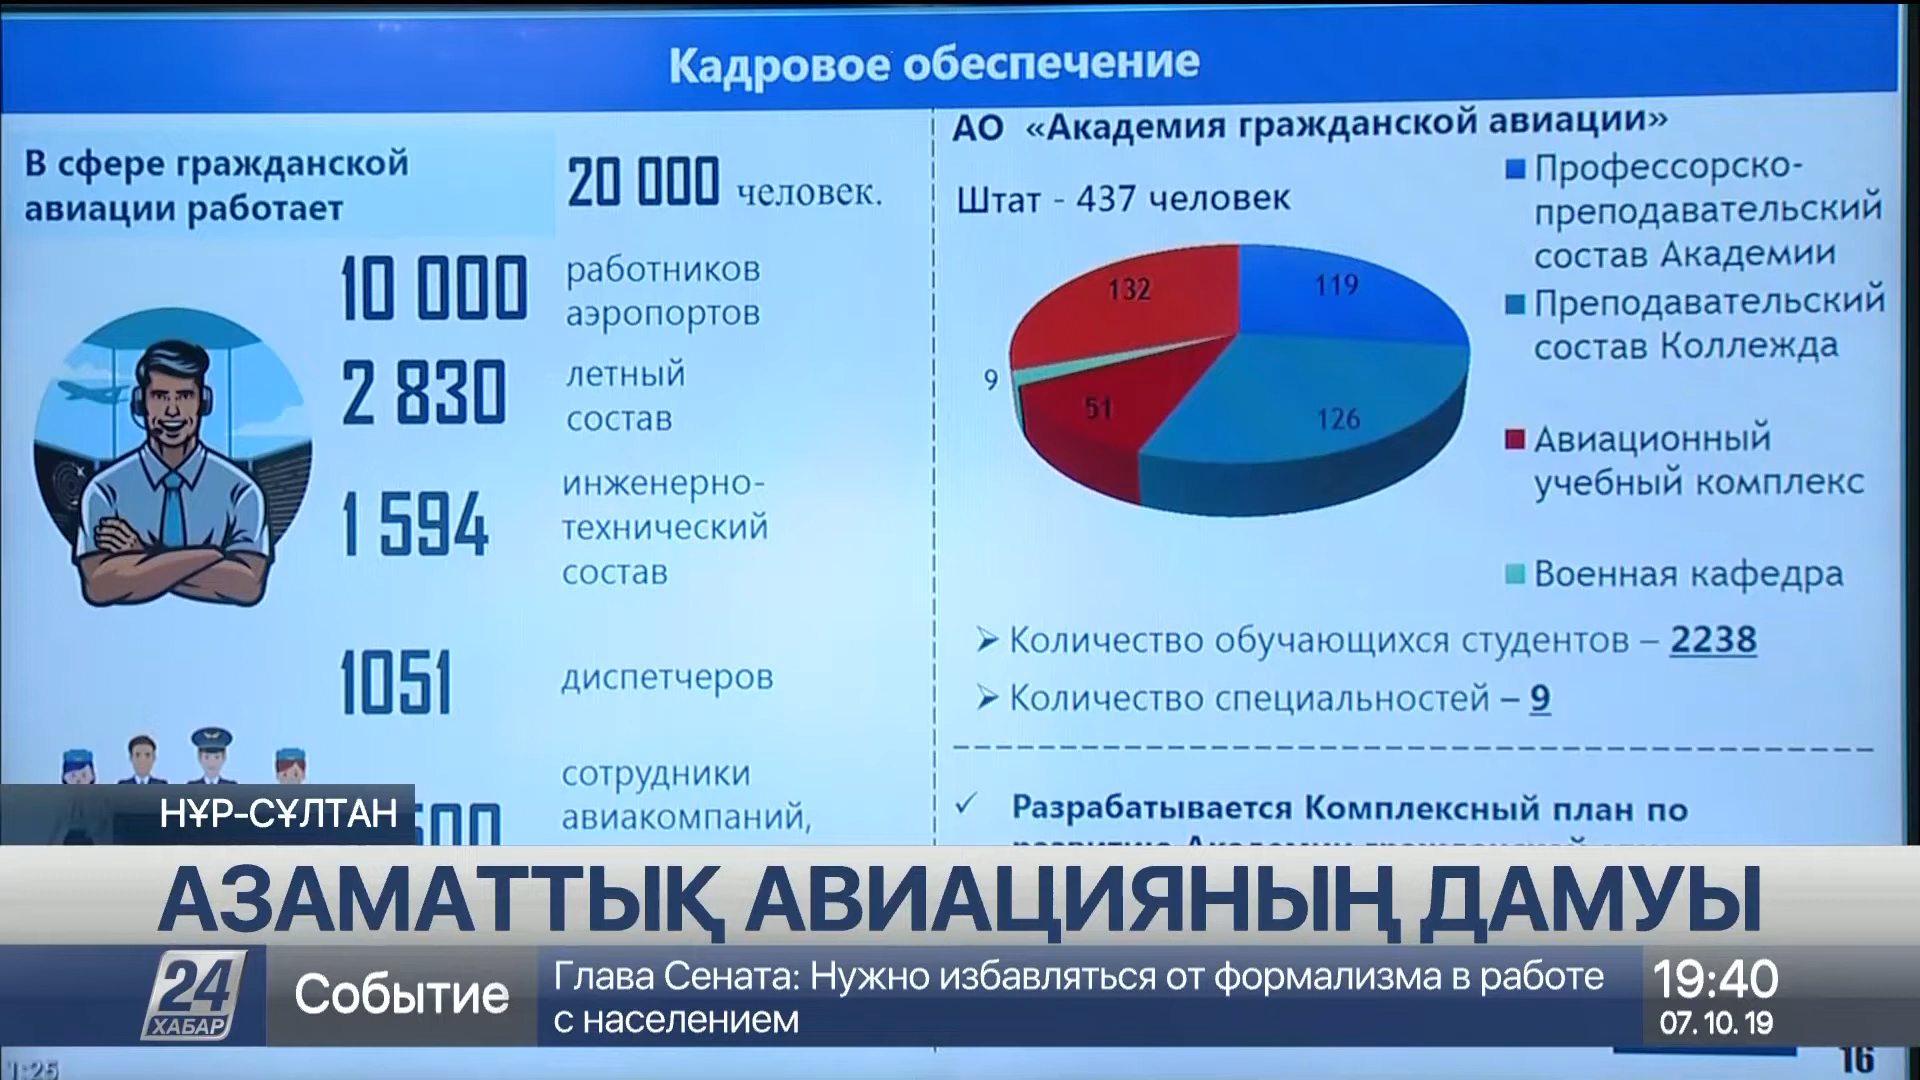 Кадровое обеспечение
В сфере гражданской
авиации работает
20 000 человек.
10 000 работников
аэропортов
2 830 летный
состав
1 594 инженерно-
технический
состав
1051 диспетчеров
сотрудники
авиакомпаний,
АО «Академия гражданской авиации»
Штат - 437 человек
132
119
9
51
126
Профессорско-
преподавательский
состав Академии
Преподавательский
состав Коллежда
Авиационный
учебный комплекс
Военная кафедра
Количество обучающихся студентов – 2238
Количество специальностей – 9
Разрабатывается Комплексный план по
НҰР-СҰЛТАН
АЗАМАТТЫҚ АВИАЦИЯНЫҢ ДАМУЫ
24
ХАБАР
Событие
Глава Сената: Нужно избавляться от формализма в работе
с населением
19:40
07. 10. 19
1:25
16